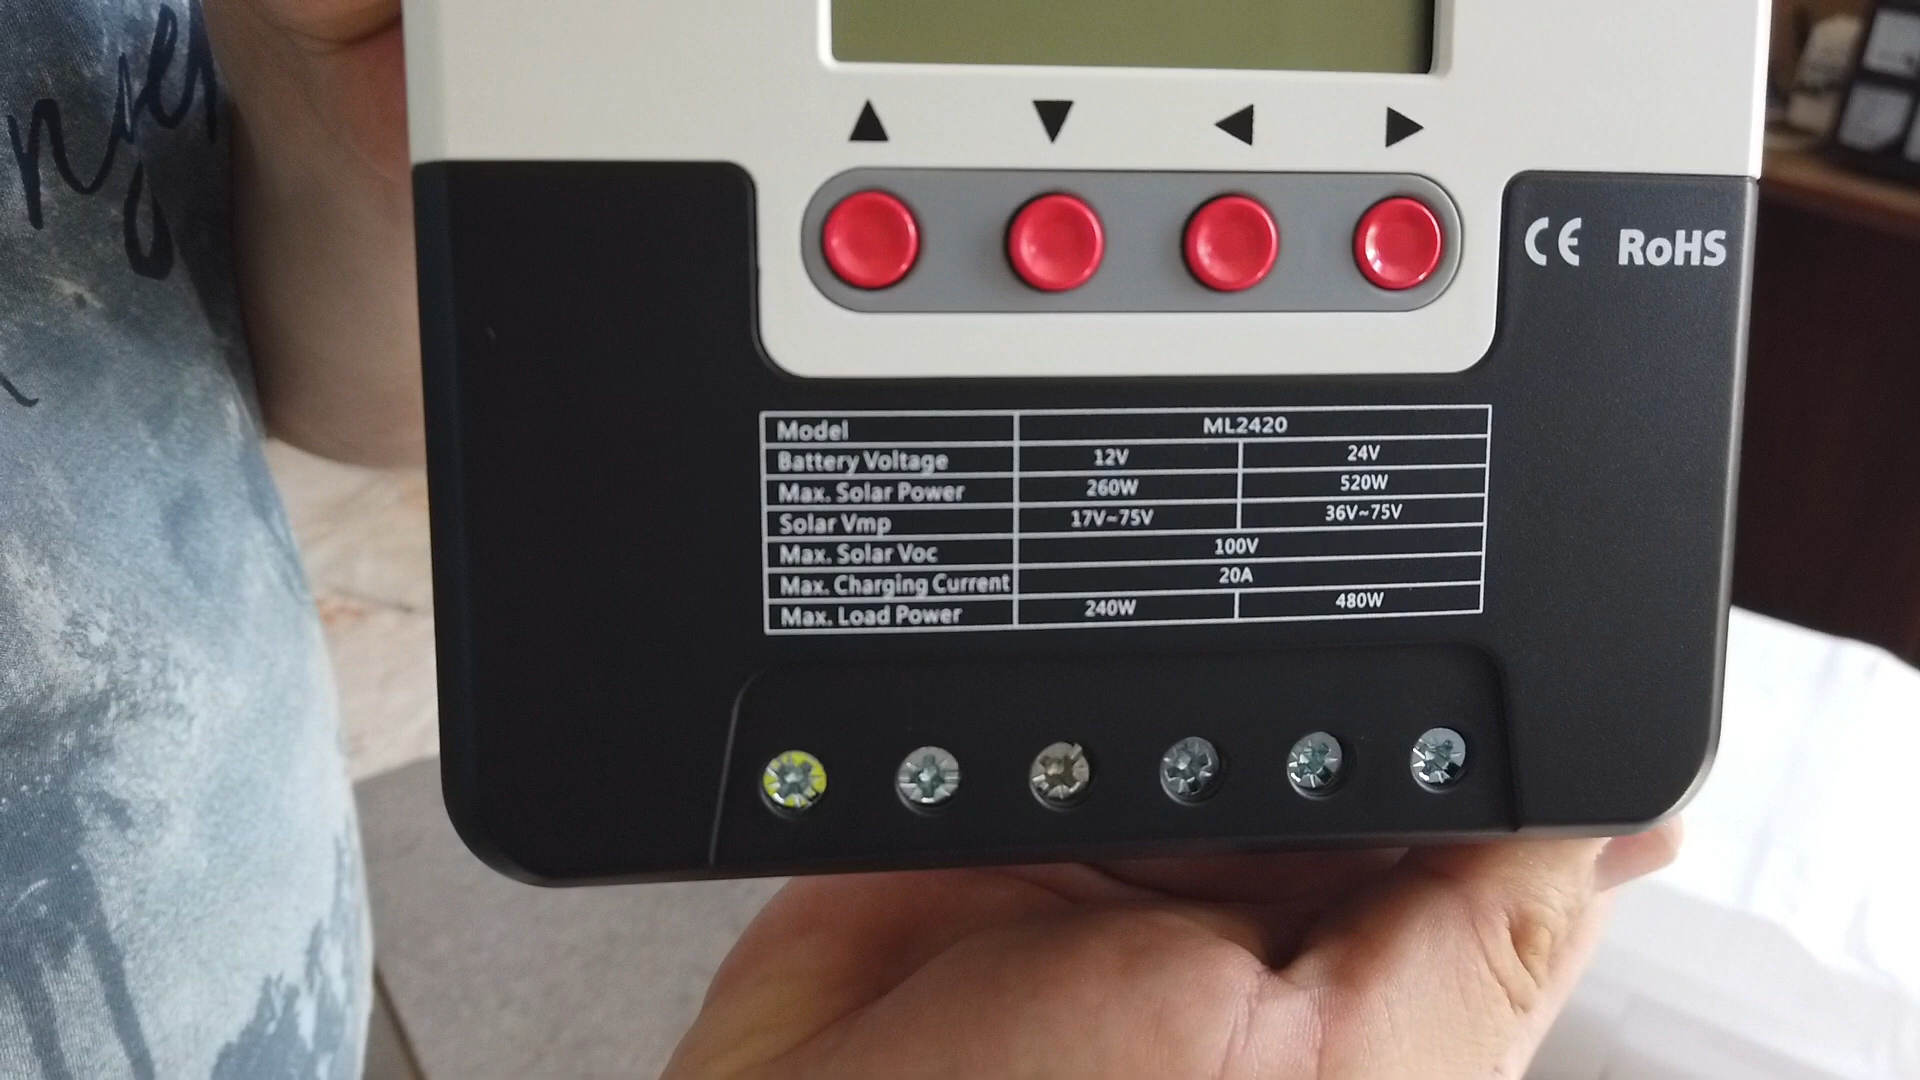 ▲ ▼ ◀ ▶
CE RoHS
Model ML2420
Battery Voltage 12V 24V
Max. Solar Power 260W 520W
Solar Vmp 17V~75V 36V~75V
Max. Solar Voc 100V
Max. Charging Current 20A
Max. Load Power 240W 480W